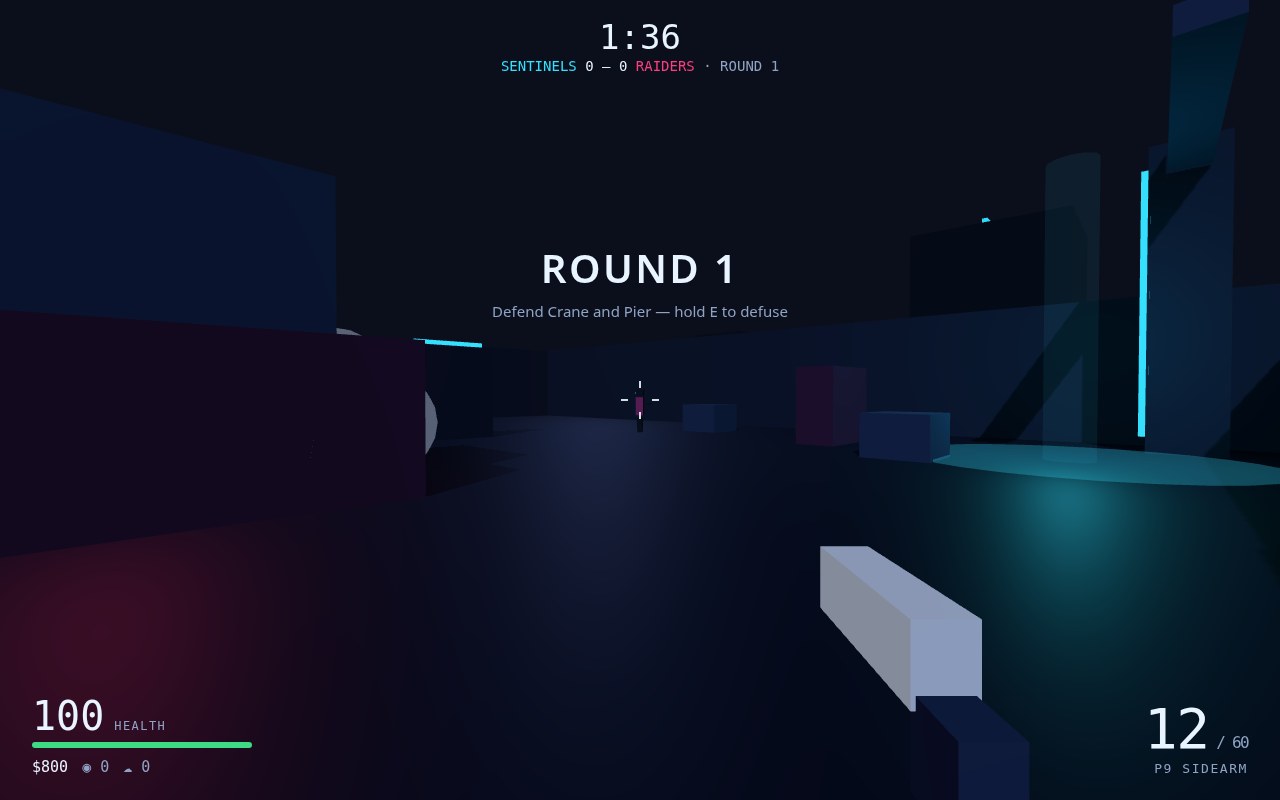 1:36
SENTINELS 0 — 0 RAIDERS · ROUND 1
ROUND 1
Defend Crane and Pier — hold E to defuse
100 HEALTH
$800 ◉ 0 ☁ 0
12 / 60
P9 SIDEARM